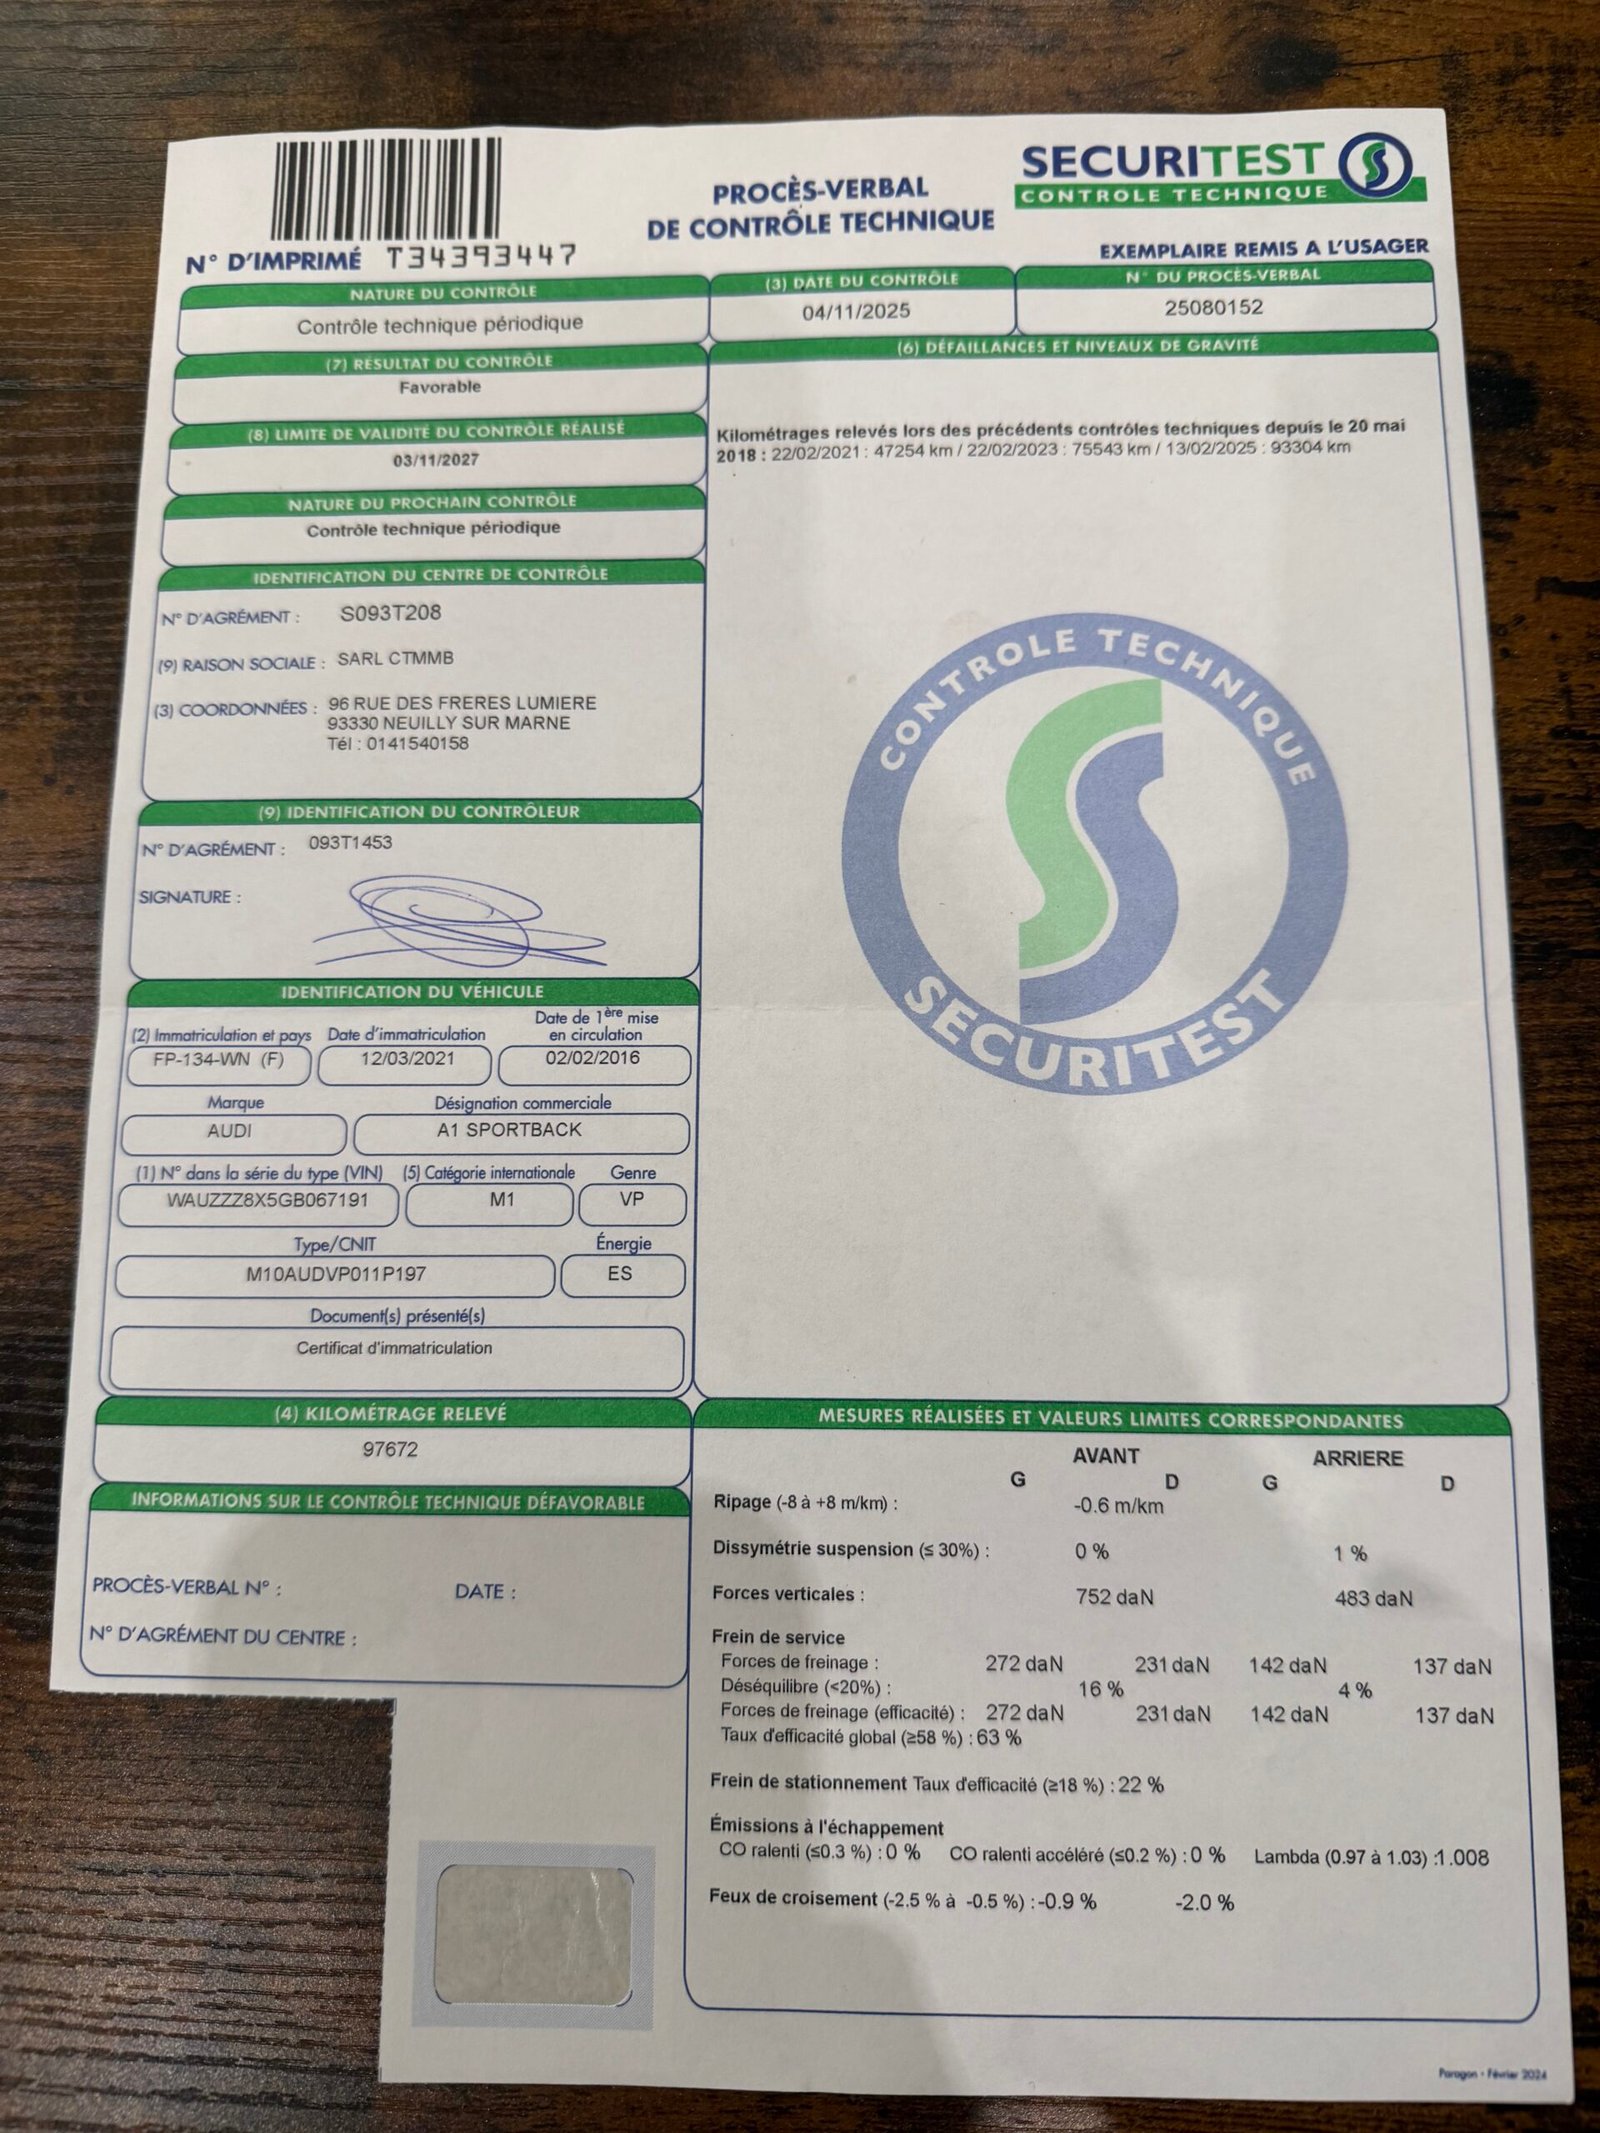 SECURITEST
CONTROLE TECHNIQUE
PROCÈS-VERBAL
DE CONTRÔLE TECHNIQUE
N° D'IMPRIMÉ T34393447
EXEMPLAIRE REMIS A L'USAGER
NATURE DU CONTRÔLE
Contrôle technique périodique
(3) DATE DU CONTRÔLE
04/11/2025
N° DU PROCÈS-VERBAL
25080152
(7) RÉSULTAT DU CONTRÔLE
Favorable
(8) LIMITE DE VALIDITÉ DU CONTRÔLE RÉALISÉ
03/11/2027
NATURE DU PROCHAIN CONTRÔLE
Contrôle technique périodique
IDENTIFICATION DU CENTRE DE CONTRÔLE
N° D'AGRÉMENT : S093T208
(9) RAISON SOCIALE : SARL CTMMB
(3) COORDONNÉES : 96 RUE DES FRERES LUMIERE
93330 NEUILLY SUR MARNE
Tél : 0141540158
(9) IDENTIFICATION DU CONTRÔLEUR
N° D'AGRÉMENT : 093T1453
SIGNATURE :
IDENTIFICATION DU VÉHICULE
(2) Immatriculation et pays
FP-134-WN (F)
Date d'immatriculation
12/03/2021
Date de 1ère mise
en circulation
02/02/2016
Marque
AUDI
Désignation commerciale
A1 SPORTBACK
(1) N° dans la série du type (VIN)
WAUZZZ8X5GB067191
(5) Catégorie internationale
M1
Genre
VP
Type/CNIT
M10AUDVP011P197
Énergie
ES
Document(s) présenté(s)
Certificat d'immatriculation
(4) KILOMÉTRAGE RELEVÉ
97672
INFORMATIONS SUR LE CONTRÔLE TECHNIQUE DÉFAVORABLE
PROCÈS-VERBAL N° : DATE :
N° D'AGRÉMENT DU CENTRE :
(6) DÉFAILLANCES ET NIVEAUX DE GRAVITÉ
Kilométrages relevés lors des précédents contrôles techniques depuis le 20 mai
2018 : 22/02/2021 : 47254 km / 22/02/2023 : 75543 km / 13/02/2025 : 93304 km
CONTROLE TECHNIQUE
SECURITEST
MESURES RÉALISÉES ET VALEURS LIMITES CORRESPONDANTES
AVANT ARRIERE
G D G D
Ripage (-8 à +8 m/km) : -0.6 m/km
Dissymétrie suspension (≤ 30%) : 0 % 1 %
Forces verticales : 752 daN 483 daN
Frein de service
Forces de freinage : 272 daN 231 daN 142 daN 137 daN
Déséquilibre (<20%) : 16 % 4 %
Forces de freinage (efficacité) : 272 daN 231 daN 142 daN 137 daN
Taux d'efficacité global (≥58 %) : 63 %
Frein de stationnement Taux d'efficacité (≥18 %) : 22 %
Émissions à l'échappement
CO ralenti (≤0.3 %) : 0 % CO ralenti accéléré (≤0.2 %) : 0 % Lambda (0.97 à 1.03) :1.008
Feux de croisement (-2.5 % à -0.5 %) : -0.9 % -2.0 %
Paragon - Février 2024